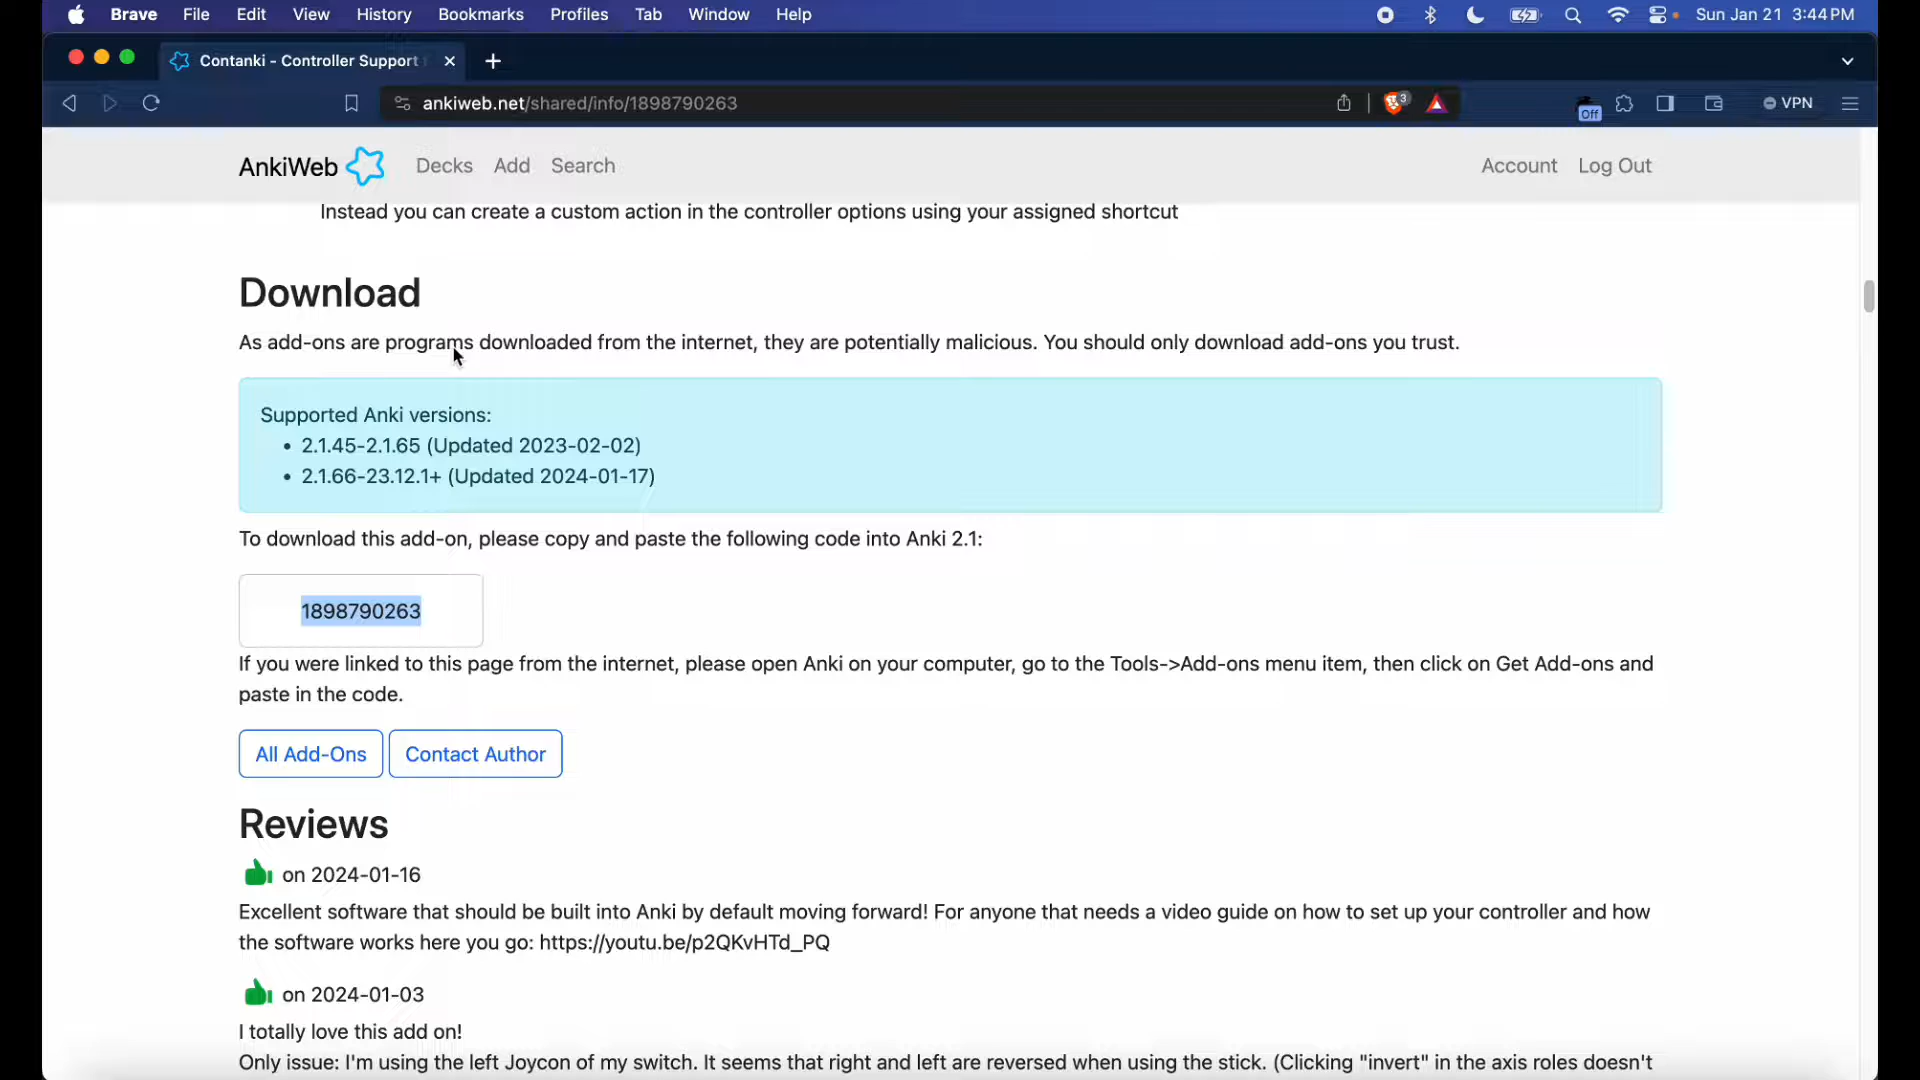 Brave File Edit View History Bookmarks Profiles Tab Window Help Sun Jan 21 3:44 PM
Contanki - Controller Support
ankiweb.net/shared/info/1898790263 3 Off VPN
AnkiWeb Decks Add Search Account Log Out
Instead you can create a custom action in the controller options using your assigned shortcut
Download
As add-ons are programs downloaded from the internet, they are potentially malicious. You should only download add-ons you trust.
Supported Anki versions:
• 2.1.45-2.1.65 (Updated 2023-02-02)
• 2.1.66-23.12.1+ (Updated 2024-01-17)
To download this add-on, please copy and paste the following code into Anki 2.1:
1898790263
If you were linked to this page from the internet, please open Anki on your computer, go to the Tools->Add-ons menu item, then click on Get Add-ons and
paste in the code.
All Add-Ons Contact Author
Reviews
on 2024-01-16
Excellent software that should be built into Anki by default moving forward! For anyone that needs a video guide on how to set up your controller and how
the software works here you go: https://youtu.be/p2QKvHTd_PQ
on 2024-01-03
I totally love this add on!
Only issue: I'm using the left Joycon of my switch. It seems that right and left are reversed when using the stick. (Clicking "invert" in the axis roles doesn't